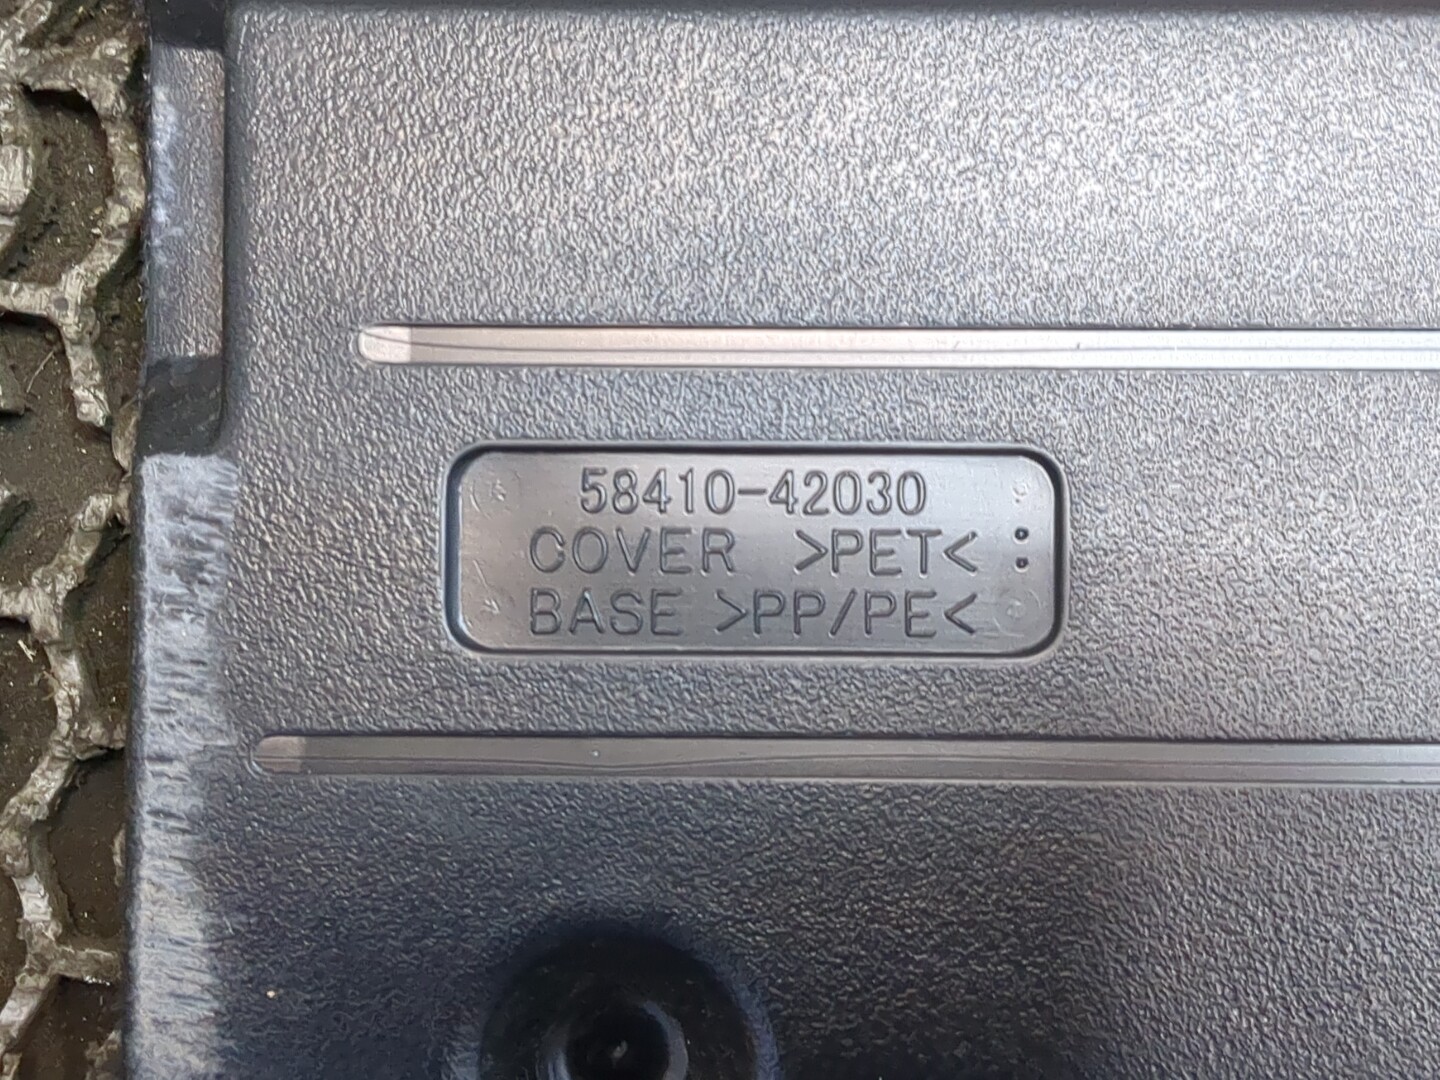 58410-42030
COVER >PET<
BASE >PP/PE<